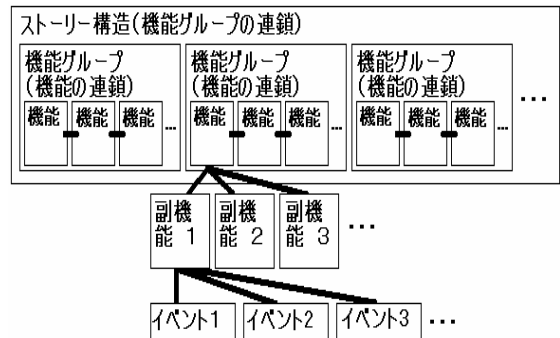 ストーリー構造(機能グループの連鎖)
機能グループ
(機能の連鎖)
機能 機能 機能 ...
機能グループ
(機能の連鎖)
機能 機能 機能 ...
機能グループ
(機能の連鎖)
機能 機能 機能 ...
...
副機
能 1
副機
能 2
副機
能 3
...
イベント1 イベント2 イベント3 ...